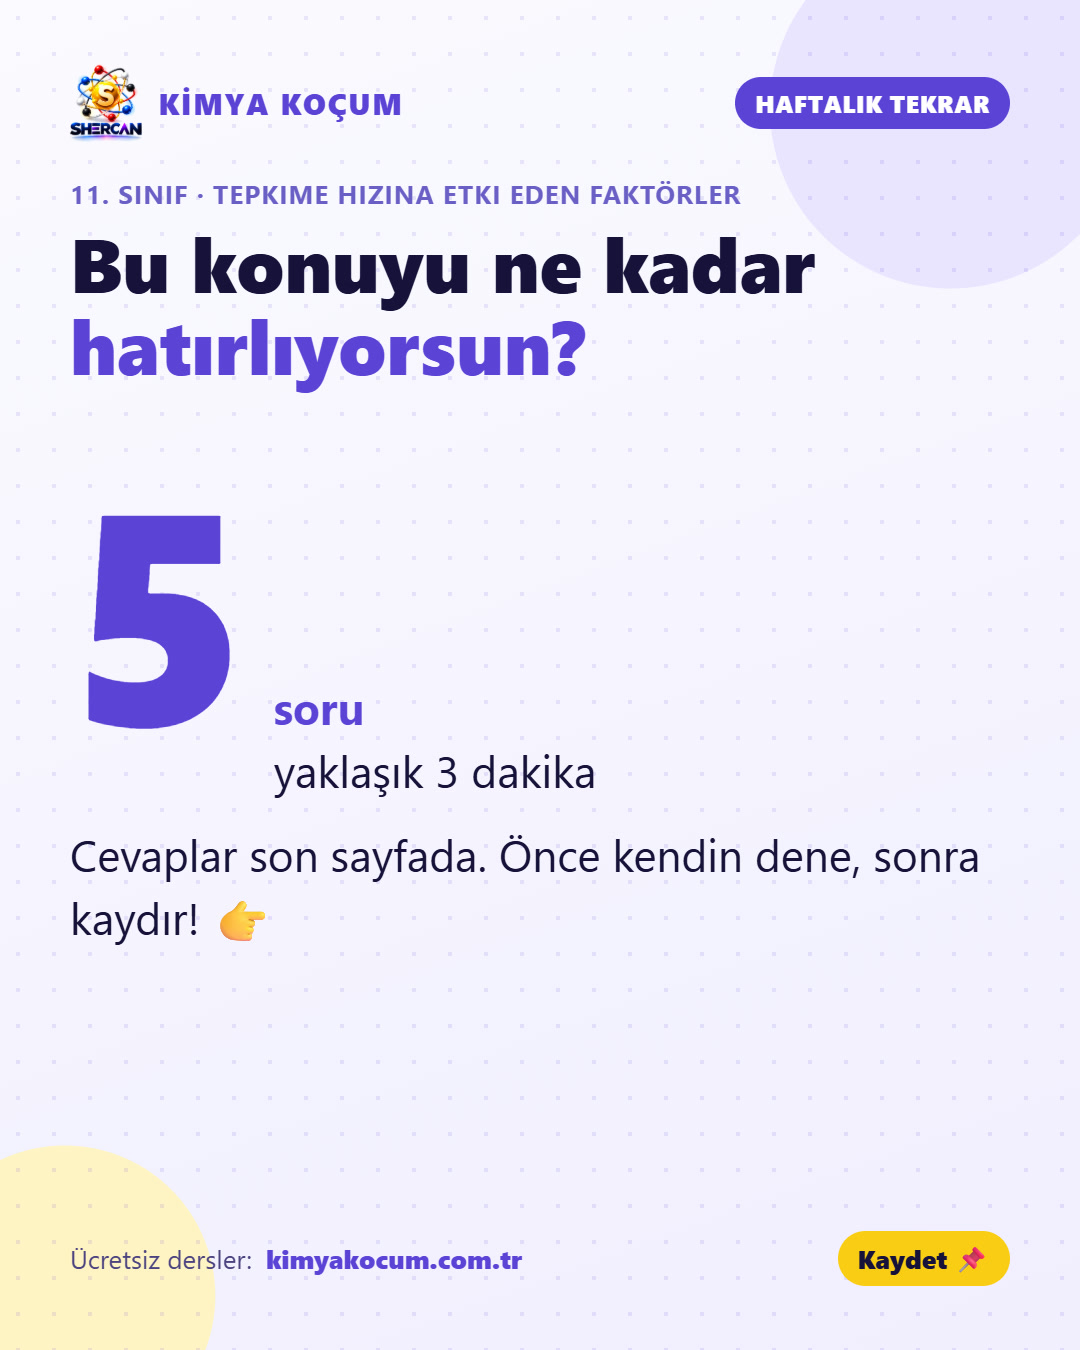 SHERCAN
KİMYA KOÇUM
HAFTALIK TEKRAR
11. SINIF · TEPKIME HIZINA ETKI EDEN FAKTÖRLER
Bu konuyu ne kadar
hatırlıyorsun?
5
soru
yaklaşık 3 dakika
Cevaplar son sayfada. Önce kendin dene, sonra
kaydır! 👉
Ücretsiz dersler: kimyakocum.com.tr
Kaydet 📌